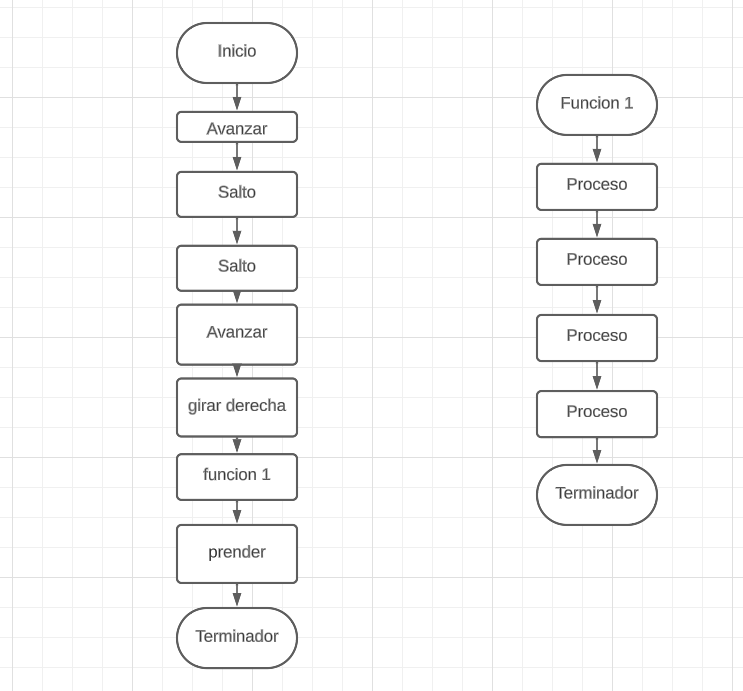 Inicio
Avanzar
Salto
Salto
Avanzar
girar derecha
funcion 1
prender
Terminador
Funcion 1
Proceso
Proceso
Proceso
Proceso
Terminador